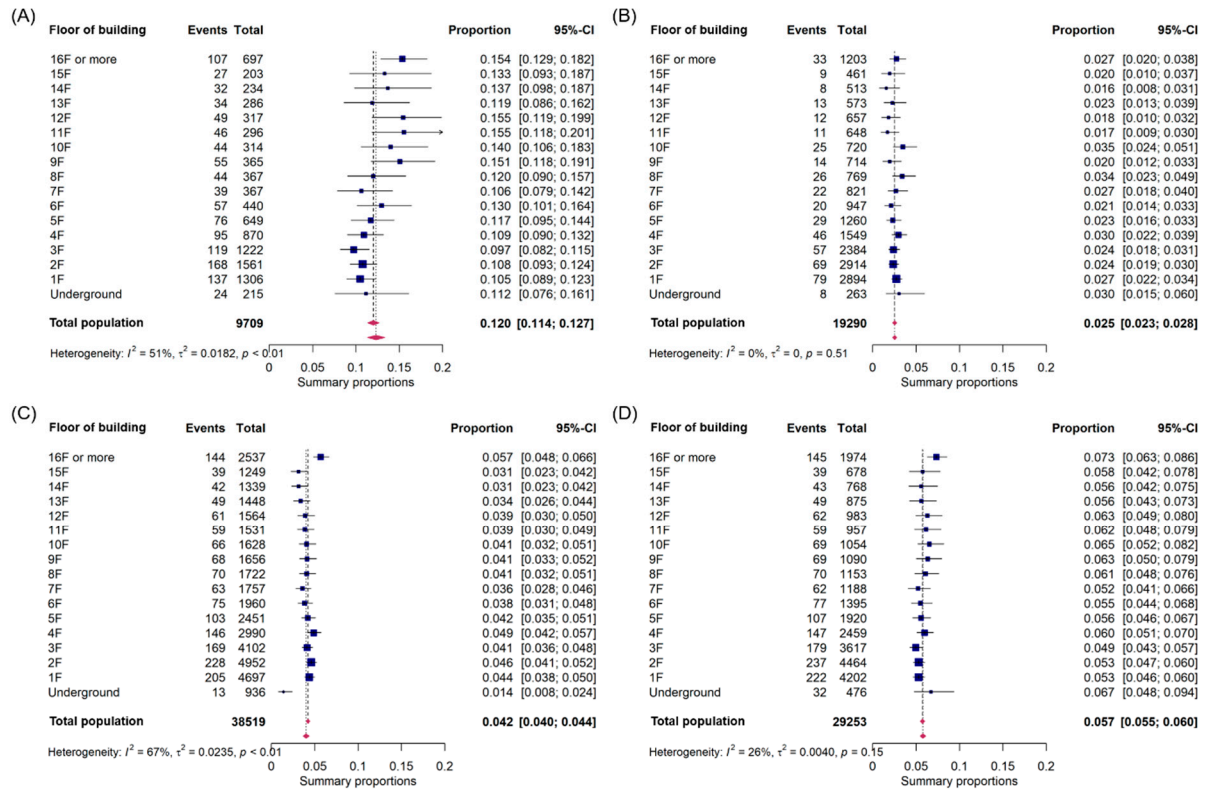 (A)
Floor of building Events Total Proportion 95%-CI
16F or more 107 697 0.154 [0.129; 0.182]
15F 27 203 0.133 [0.093; 0.187]
14F 32 234 0.137 [0.098; 0.187]
13F 34 286 0.119 [0.086; 0.162]
12F 49 317 0.155 [0.119; 0.199]
11F 46 296 0.155 [0.118; 0.201]
10F 44 314 0.140 [0.106; 0.183]
9F 55 365 0.151 [0.118; 0.191]
8F 44 367 0.120 [0.090; 0.157]
7F 39 367 0.106 [0.079; 0.142]
6F 57 440 0.130 [0.101; 0.164]
5F 76 649 0.117 [0.095; 0.144]
4F 95 870 0.109 [0.090; 0.132]
3F 119 1222 0.097 [0.082; 0.115]
2F 168 1561 0.108 [0.093; 0.124]
1F 137 1306 0.105 [0.089; 0.123]
Underground 24 215 0.112 [0.076; 0.161]
Total population 9709 0.120 [0.114; 0.127]
Heterogeneity: I² = 51%, τ² = 0.0182, p < 0.01
0 0.05 0.1 0.15 0.2
Summary proportions
(B)
Floor of building Events Total Proportion 95%-CI
16F or more 33 1203 0.027 [0.020; 0.038]
15F 9 461 0.020 [0.010; 0.037]
14F 8 513 0.016 [0.008; 0.031]
13F 13 573 0.023 [0.013; 0.039]
12F 12 657 0.018 [0.010; 0.032]
11F 11 648 0.017 [0.009; 0.030]
10F 25 720 0.035 [0.024; 0.051]
9F 14 714 0.020 [0.012; 0.033]
8F 26 769 0.034 [0.023; 0.049]
7F 22 821 0.027 [0.018; 0.040]
6F 20 947 0.021 [0.014; 0.033]
5F 29 1260 0.023 [0.016; 0.033]
4F 46 1549 0.030 [0.022; 0.039]
3F 57 2384 0.024 [0.018; 0.031]
2F 69 2914 0.024 [0.019; 0.030]
1F 79 2894 0.027 [0.022; 0.034]
Underground 8 263 0.030 [0.015; 0.060]
Total population 19290 0.025 [0.023; 0.028]
Heterogeneity: I² = 0%, τ² = 0, p = 0.51
0 0.05 0.1 0.15 0.2
Summary proportions
(C)
Floor of building Events Total Proportion 95%-CI
16F or more 144 2537 0.057 [0.048; 0.066]
15F 39 1249 0.031 [0.023; 0.042]
14F 42 1339 0.031 [0.023; 0.042]
13F 49 1448 0.034 [0.026; 0.044]
12F 61 1564 0.039 [0.030; 0.050]
11F 59 1531 0.039 [0.030; 0.049]
10F 66 1628 0.041 [0.032; 0.051]
9F 68 1656 0.041 [0.033; 0.052]
8F 70 1722 0.041 [0.032; 0.051]
7F 63 1757 0.036 [0.028; 0.046]
6F 75 1960 0.038 [0.031; 0.048]
5F 103 2451 0.042 [0.035; 0.051]
4F 146 2990 0.049 [0.042; 0.057]
3F 169 4102 0.041 [0.036; 0.048]
2F 228 4952 0.046 [0.041; 0.052]
1F 205 4697 0.044 [0.038; 0.050]
Underground 13 936 0.014 [0.008; 0.024]
Total population 38519 0.042 [0.040; 0.044]
Heterogeneity: I² = 67%, τ² = 0.0235, p < 0.01
0 0.05 0.1 0.15 0.2
Summary proportions
(D)
Floor of building Events Total Proportion 95%-CI
16F or more 145 1974 0.073 [0.063; 0.086]
15F 39 678 0.058 [0.042; 0.078]
14F 43 768 0.056 [0.042; 0.075]
13F 49 875 0.056 [0.043; 0.073]
12F 62 983 0.063 [0.049; 0.080]
11F 59 957 0.062 [0.048; 0.079]
10F 69 1054 0.065 [0.052; 0.082]
9F 69 1090 0.063 [0.050; 0.079]
8F 70 1153 0.061 [0.048; 0.076]
7F 62 1188 0.052 [0.041; 0.066]
6F 77 1395 0.055 [0.044; 0.068]
5F 107 1920 0.056 [0.046; 0.067]
4F 147 2459 0.060 [0.051; 0.070]
3F 179 3617 0.049 [0.043; 0.057]
2F 237 4464 0.053 [0.047; 0.060]
1F 222 4202 0.053 [0.046; 0.060]
Underground 32 476 0.067 [0.048; 0.094]
Total population 29253 0.057 [0.055; 0.060]
Heterogeneity: I² = 26%, τ² = 0.0040, p = 0.15
0 0.05 0.1 0.15 0.2
Summary proportions